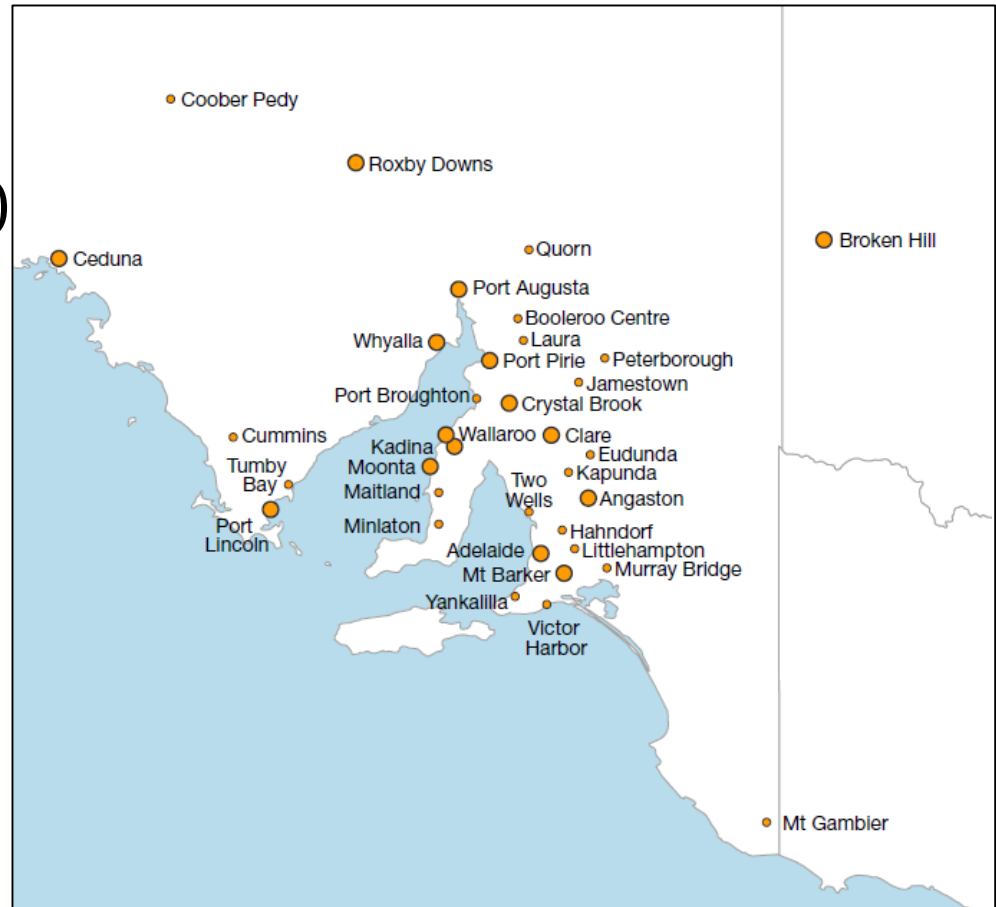 Coober Pedy
Roxby Downs
)
Broken Hill
Quorn
Ceduna
Port Augusta
Booleroo Centre
Whyalla
Laura
Port Pirie
Peterborough
Jamestown
Port Broughton
Crystal Brook
Cummins
Wallaroo
Clare
Kadina
Eudunda
Moonta
Tumby
Bay
Kapunda
Two
Wells
Maitland
Angaston
Port
Lincoln
Minlaton
Hahndorf
Adelaide
Littlehampton
Mt Barker
Murray Bridge
Yankalilla
Victor
Harbor
Mt Gambier